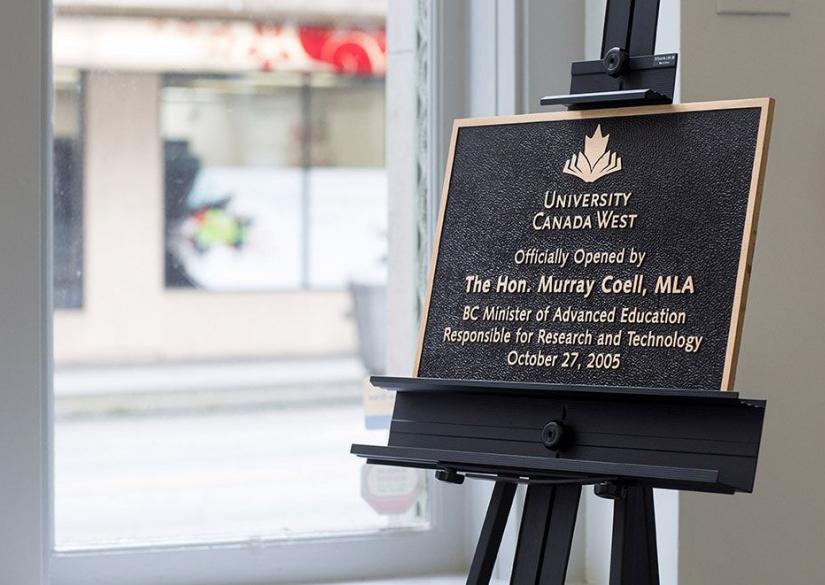 UNIVERSITY
CANADA WEST
Officially Opened by
The Hon. Murray Coell, MLA
BC Minister of Advanced Education
Responsible for Research and Technology
October 27, 2005